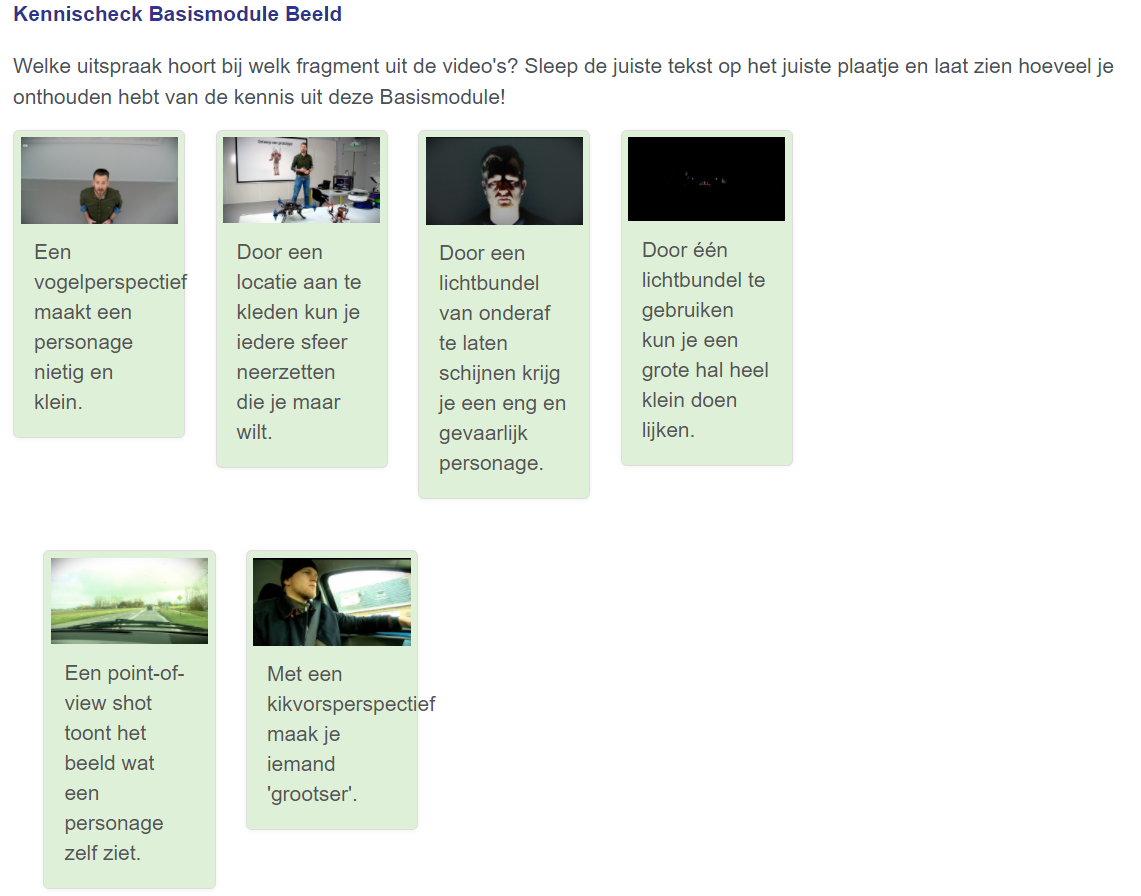 Kennischeck Basismodule Beeld
Welke uitspraak hoort bij welk fragment uit de video's? Sleep de juiste tekst op het juiste plaatje en laat zien hoeveel je
onthouden hebt van de kennis uit deze Basismodule!
Een
vogelperspectief
maakt een
personage
nietig en
klein.
Door een
locatie aan te
kleden kun je
iedere sfeer
neerzetten
die je maar
wilt.
Door een
lichtbundel
van onderaf
te laten
schijnen krijg
je een eng en
gevaarlijk
personage.
Door één
lichtbundel te
gebruiken
kun je een
grote hal heel
klein doen
lijken.
Een point-of-
view shot
toont het
beeld wat
een
personage
zelf ziet.
Met een
kikvorsperspectief
maak je
iemand
'grootser'.